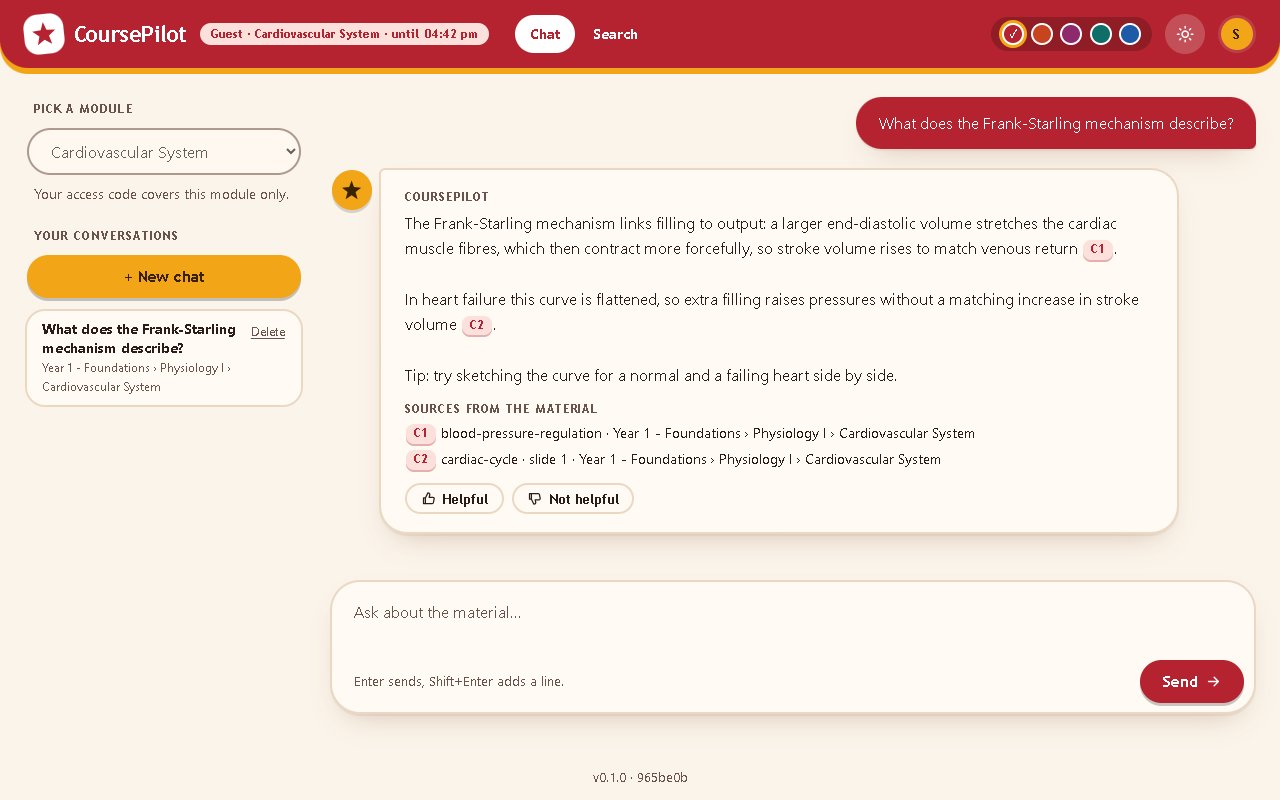 CoursePilot
Guest · Cardiovascular System · until 04:42 pm
Chat
Search
S
PICK A MODULE
Cardiovascular System
Your access code covers this module only.
YOUR CONVERSATIONS
+ New chat
What does the Frank-Starling
mechanism describe?
Delete
Year 1 - Foundations › Physiology I ›
Cardiovascular System
What does the Frank-Starling mechanism describe?
COURSEPILOT
The Frank-Starling mechanism links filling to output: a larger end-diastolic volume stretches the cardiac
muscle fibres, which then contract more forcefully, so stroke volume rises to match venous return C1.
In heart failure this curve is flattened, so extra filling raises pressures without a matching increase in stroke
volume C2.
Tip: try sketching the curve for a normal and a failing heart side by side.
SOURCES FROM THE MATERIAL
C1 blood-pressure-regulation · Year 1 - Foundations › Physiology I › Cardiovascular System
C2 cardiac-cycle · slide 1 · Year 1 - Foundations › Physiology I › Cardiovascular System
Helpful
Not helpful
Ask about the material...
Enter sends, Shift+Enter adds a line.
Send →
v0.1.0 · 965be0b